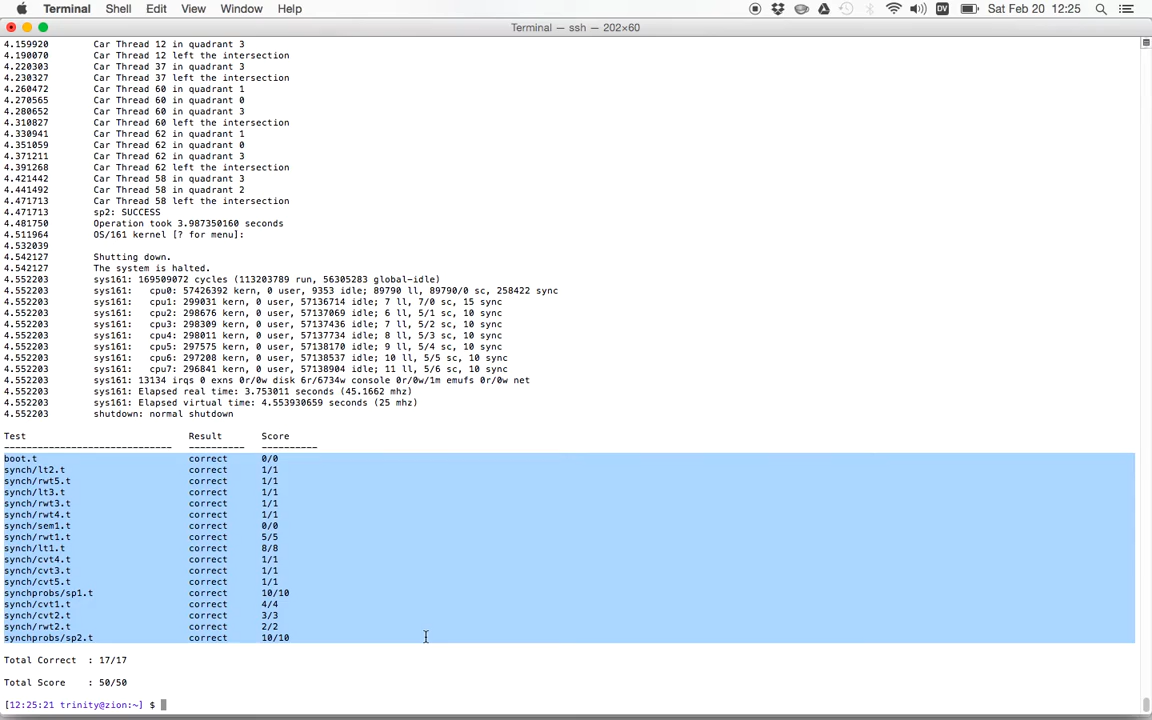 Terminal Shell Edit View Window Help DV Sat Feb 20 12:25
Terminal — ssh — 202×60
4.159920 Car Thread 12 in quadrant 3
4.190070 Car Thread 12 left the intersection
4.220303 Car Thread 37 in quadrant 3
4.230327 Car Thread 37 left the intersection
4.260472 Car Thread 60 in quadrant 1
4.270565 Car Thread 60 in quadrant 0
4.280652 Car Thread 60 in quadrant 3
4.310827 Car Thread 60 left the intersection
4.330941 Car Thread 62 in quadrant 1
4.351059 Car Thread 62 in quadrant 0
4.371211 Car Thread 62 in quadrant 3
4.391268 Car Thread 62 left the intersection
4.421442 Car Thread 58 in quadrant 3
4.441492 Car Thread 58 in quadrant 2
4.471713 Car Thread 58 left the intersection
4.471713 sp2: SUCCESS
4.481750 Operation took 3.987350160 seconds
4.511964 OS/161 kernel [? for menu]:
4.532039
4.542127 Shutting down.
4.542127 The system is halted.
4.552203 sys161: 169509072 cycles (113203789 run, 56305283 global-idle)
4.552203 sys161: cpu0: 57426392 kern, 0 user, 9353 idle; 89790 ll, 89790/0 sc, 258422 sync
4.552203 sys161: cpu1: 299031 kern, 0 user, 57136714 idle; 7 ll, 7/0 sc, 15 sync
4.552203 sys161: cpu2: 298676 kern, 0 user, 57137069 idle; 6 ll, 5/1 sc, 10 sync
4.552203 sys161: cpu3: 298309 kern, 0 user, 57137436 idle; 7 ll, 5/2 sc, 10 sync
4.552203 sys161: cpu4: 298011 kern, 0 user, 57137734 idle; 8 ll, 5/3 sc, 10 sync
4.552203 sys161: cpu5: 297575 kern, 0 user, 57138170 idle; 9 ll, 5/4 sc, 10 sync
4.552203 sys161: cpu6: 297208 kern, 0 user, 57138537 idle; 10 ll, 5/5 sc, 10 sync
4.552203 sys161: cpu7: 296841 kern, 0 user, 57138904 idle; 11 ll, 5/6 sc, 10 sync
4.552203 sys161: 13134 irqs 0 exns 0r/0w disk 6r/6734w console 0r/0w/1m emufs 0r/0w net
4.552203 sys161: Elapsed real time: 3.753011 seconds (45.1662 mhz)
4.552203 sys161: Elapsed virtual time: 4.553930659 seconds (25 mhz)
4.552203 shutdown: normal shutdown
Test Result Score
------------------------------ ---------- ----------
boot.t correct 0/0
synch/lt2.t correct 1/1
synch/rwt5.t correct 1/1
synch/lt3.t correct 1/1
synch/rwt3.t correct 1/1
synch/rwt4.t correct 1/1
synch/sem1.t correct 0/0
synch/rwt1.t correct 5/5
synch/lt1.t correct 8/8
synch/cvt4.t correct 1/1
synch/cvt3.t correct 1/1
synch/cvt5.t correct 1/1
synchprobs/sp1.t correct 10/10
synch/cvt1.t correct 4/4
synch/cvt2.t correct 3/3
synch/rwt2.t correct 2/2
synchprobs/sp2.t correct 10/10
Total Correct : 17/17
Total Score : 50/50
[12:25:21 trinity@zion:~] $